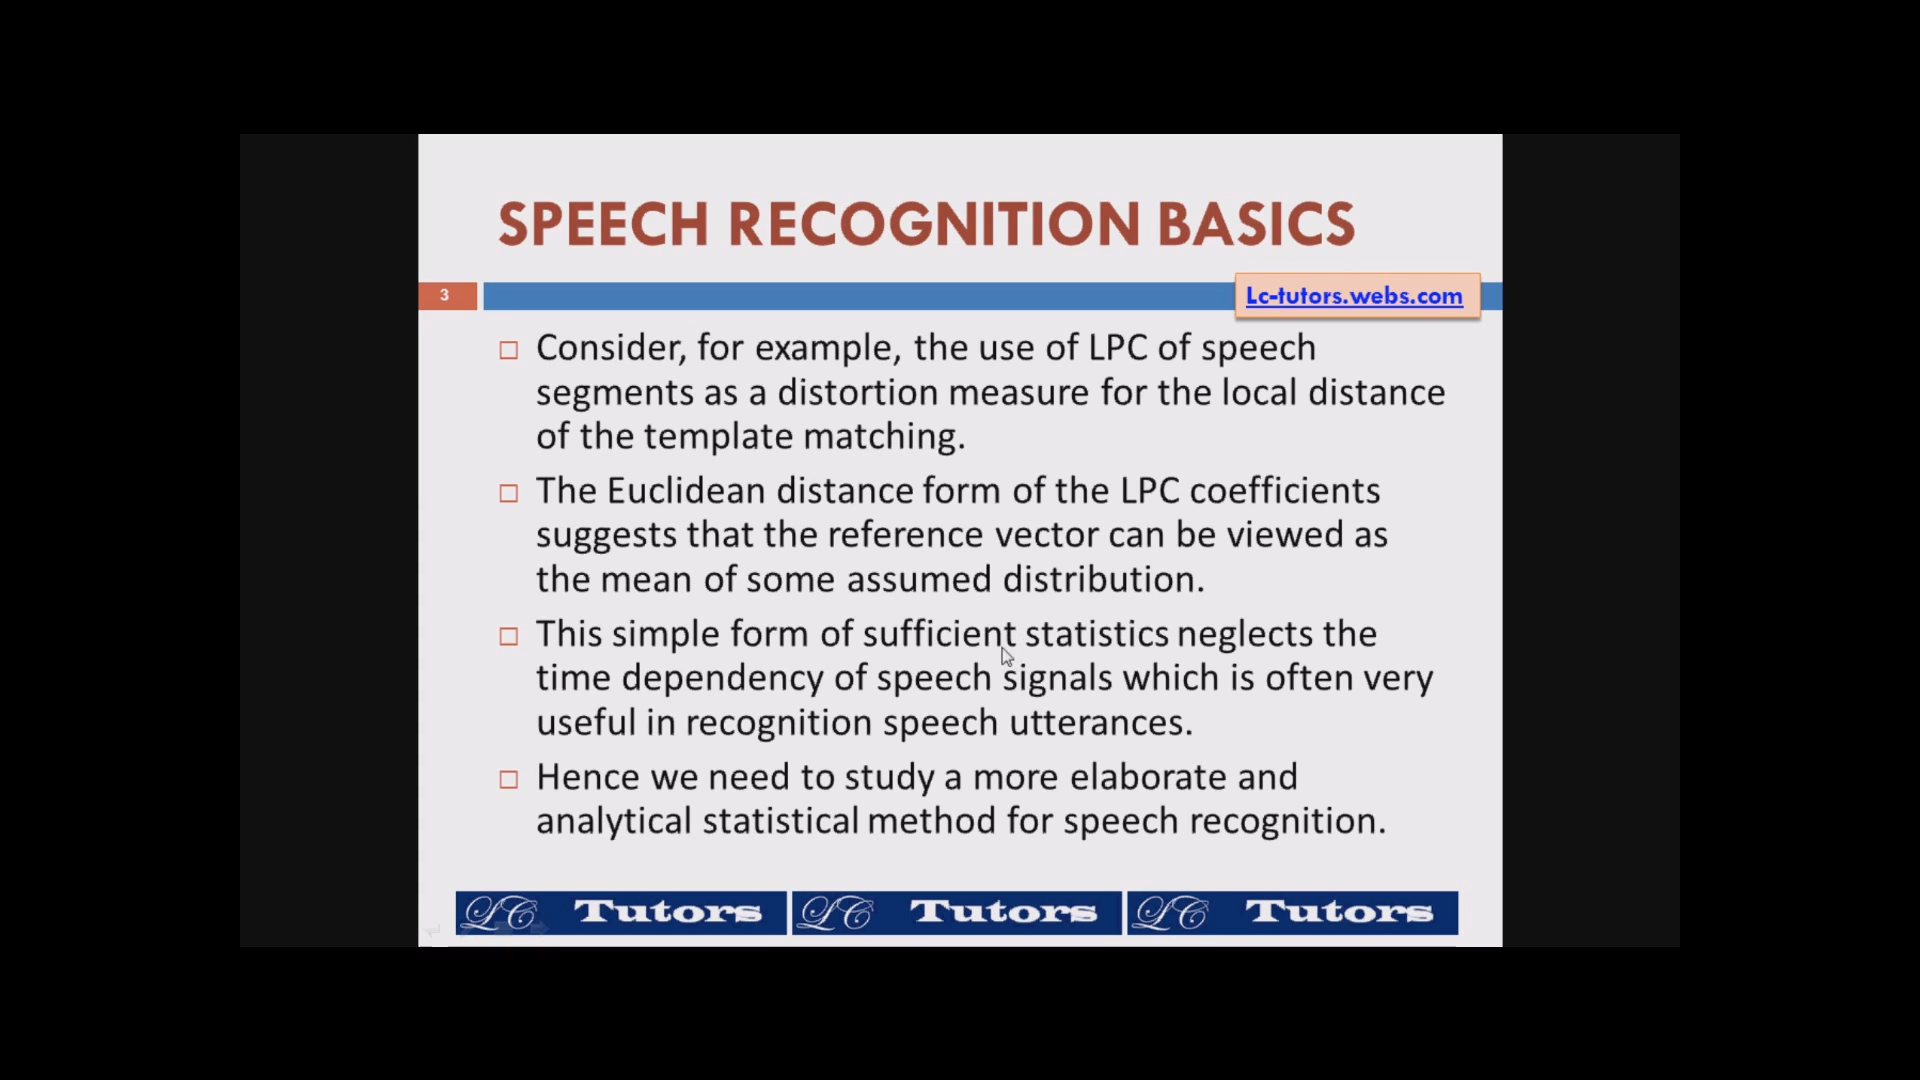 SPEECH RECOGNITION BASICS
3
Lc-tutors.webs.com
Consider, for example, the use of LPC of speech
segments as a distortion measure for the local distance
of the template matching.
The Euclidean distance form of the LPC coefficients
suggests that the reference vector can be viewed as
the mean of some assumed distribution.
This simple form of sufficient statistics neglects the
time dependency of speech signals which is often very
useful in recognition speech utterances.
Hence we need to study a more elaborate and
analytical statistical method for speech recognition.
LC Tutors LC Tutors LC Tutors